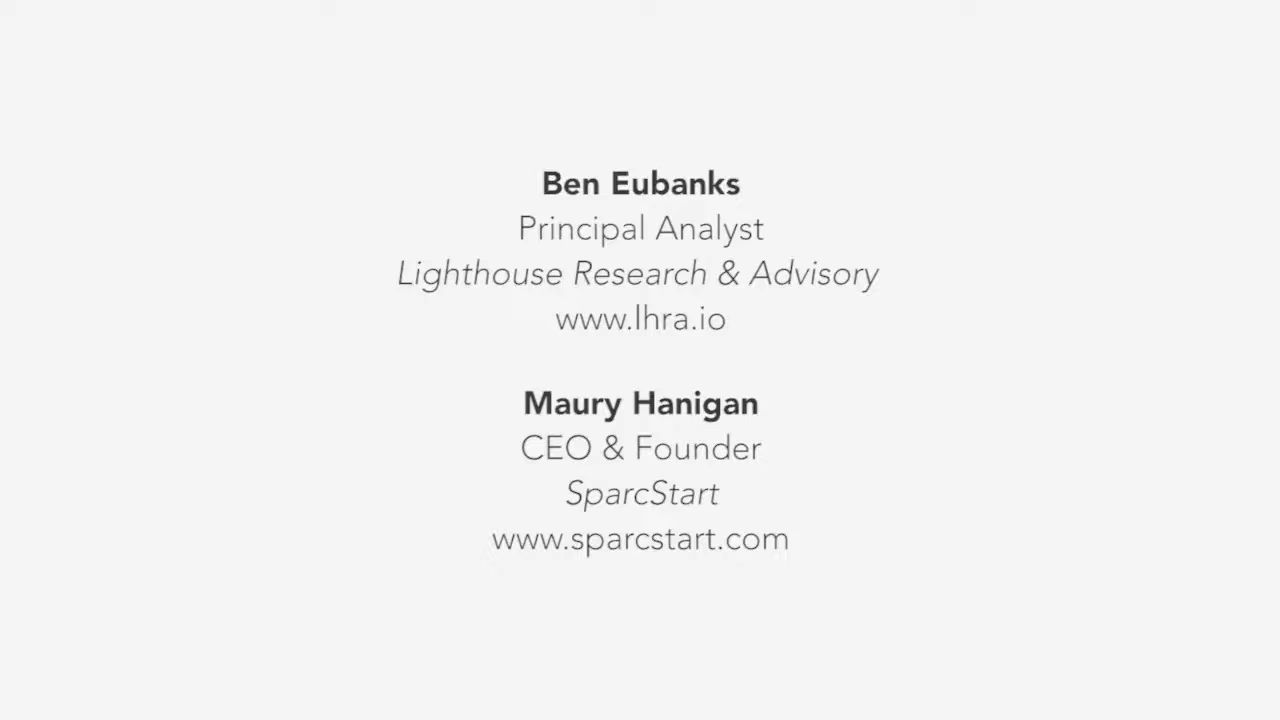 Ben Eubanks
Principal Analyst
Lighthouse Research & Advisory
www.lhra.io
Maury Hanigan
CEO & Founder
SparcStart
www.sparcstart.com